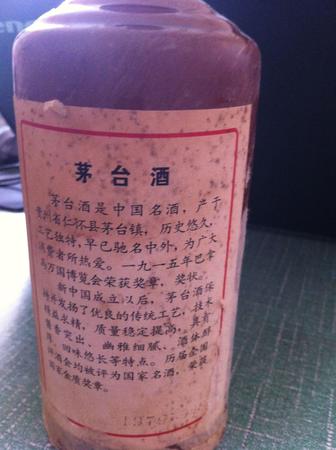 茅台酒
茅台酒是中国名酒，产于
贵州省仁怀县茅台镇，历史悠久，
工艺独特，早已驰名中外，为广大
消费者所热爱。一九一五年巴拿
马万国博览会荣获奖章，奖状。
新中国成立以后，茅台酒保
持并发扬了优良的传统工艺，技术
精益求精，质量稳定提高，具有
酱香突出、幽雅细腻、酒体醇
厚、回味悠长等特点。历届全国
评酒会均被评为国家名酒，荣获
国家金质奖章。